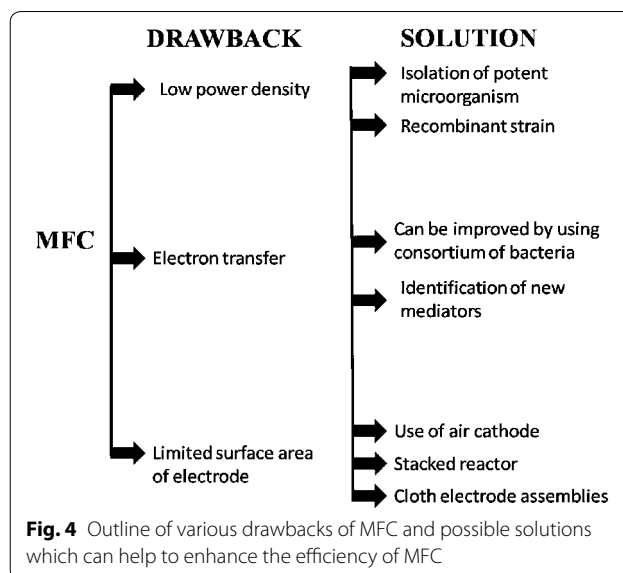 DRAWBACK
SOLUTION
Low power density
Isolation of potent
microorganism
Recombinant strain
MFC
Electron transfer
Can be improved by using
consortium of bacteria
Identification of new
mediators
Limited surface area
of electrode
Use of air cathode
Stacked reactor
Cloth electrode assemblies
Fig. 4 Outline of various drawbacks of MFC and possible solutions
which can help to enhance the efficiency of MFC